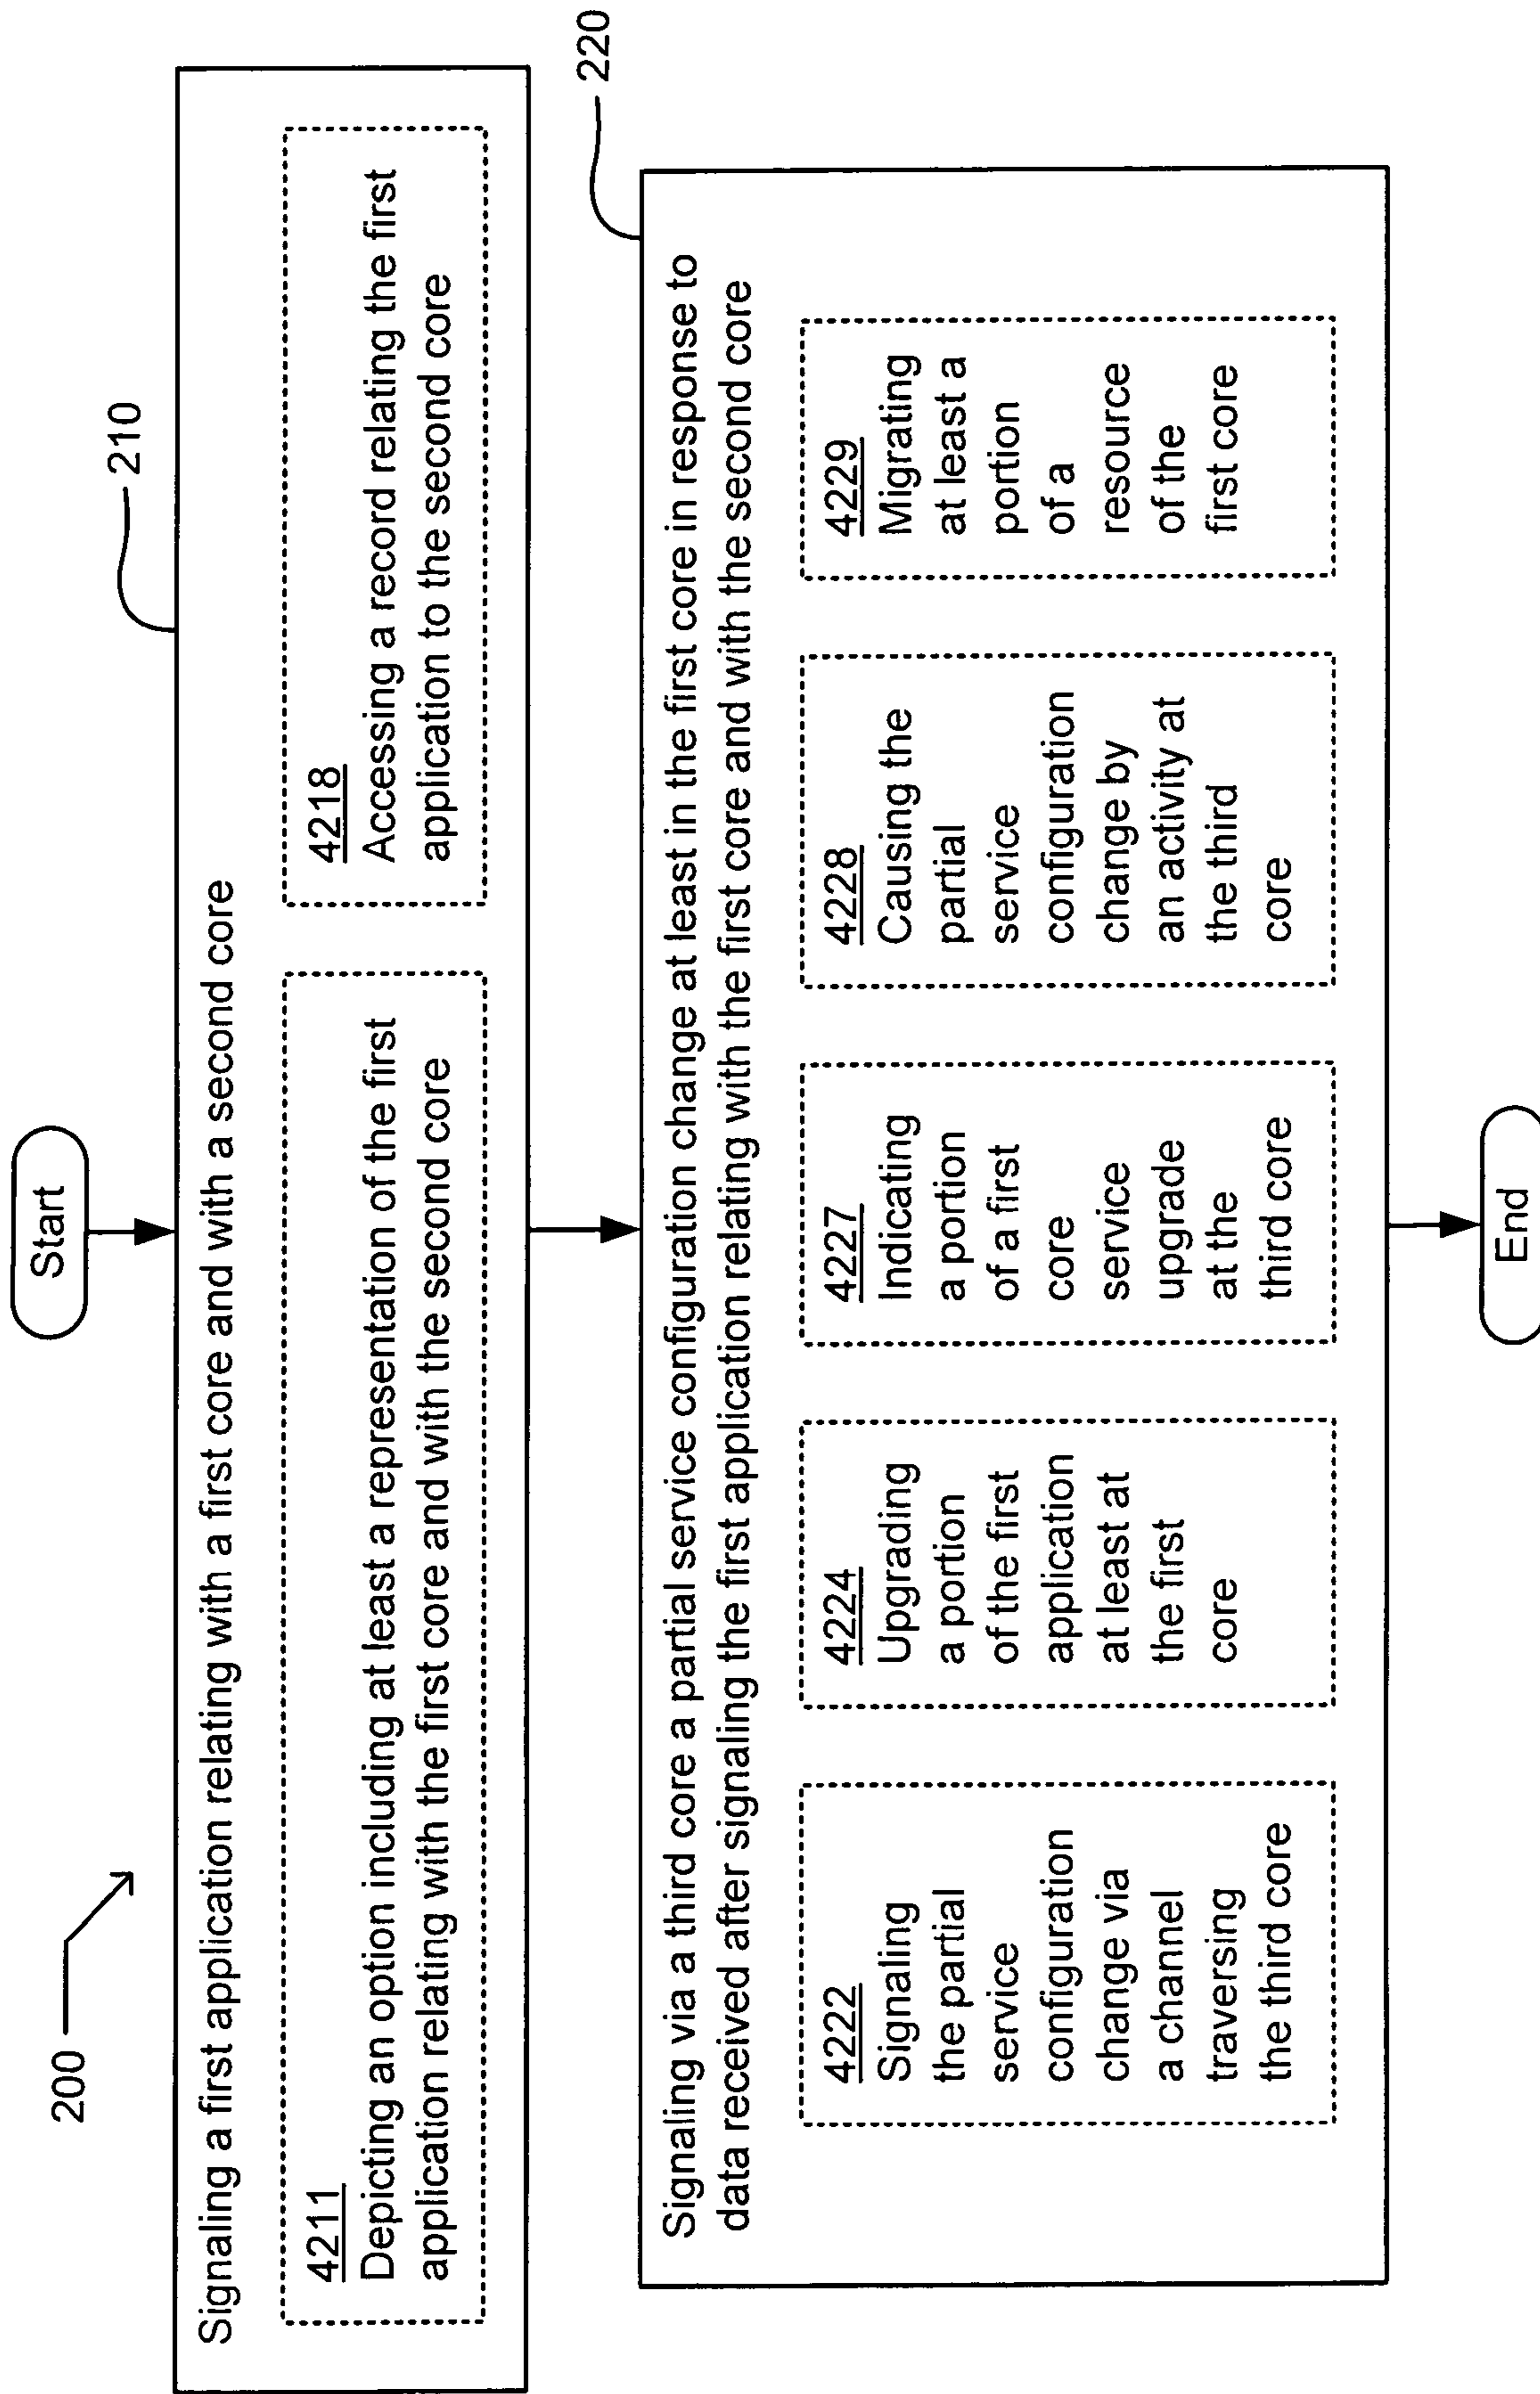 200
Start
210
Signaling a first application relating with a first core and with a second core
4211
Depicting an option including at least a representation of the first
application relating with the first core and with the second core
4218
Accessing a record relating the first
application to the second core
220
Signaling via a third core a partial service configuration change at least in the first core in response to
data received after signaling the first application relating with the first core and with the second core
4222
Signaling
the partial
service
configuration
change via
a channel
traversing
the third core
4224
Upgrading
a portion
of the first
application
at least at
the first
core
4227
Indicating
a portion
of a first
core
service
upgrade
at the
third core
4228
Causing the
partial
service
configuration
change by
an activity at
the third
core
4229
Migrating
at least a
portion
of a
resource
of the
first core
End